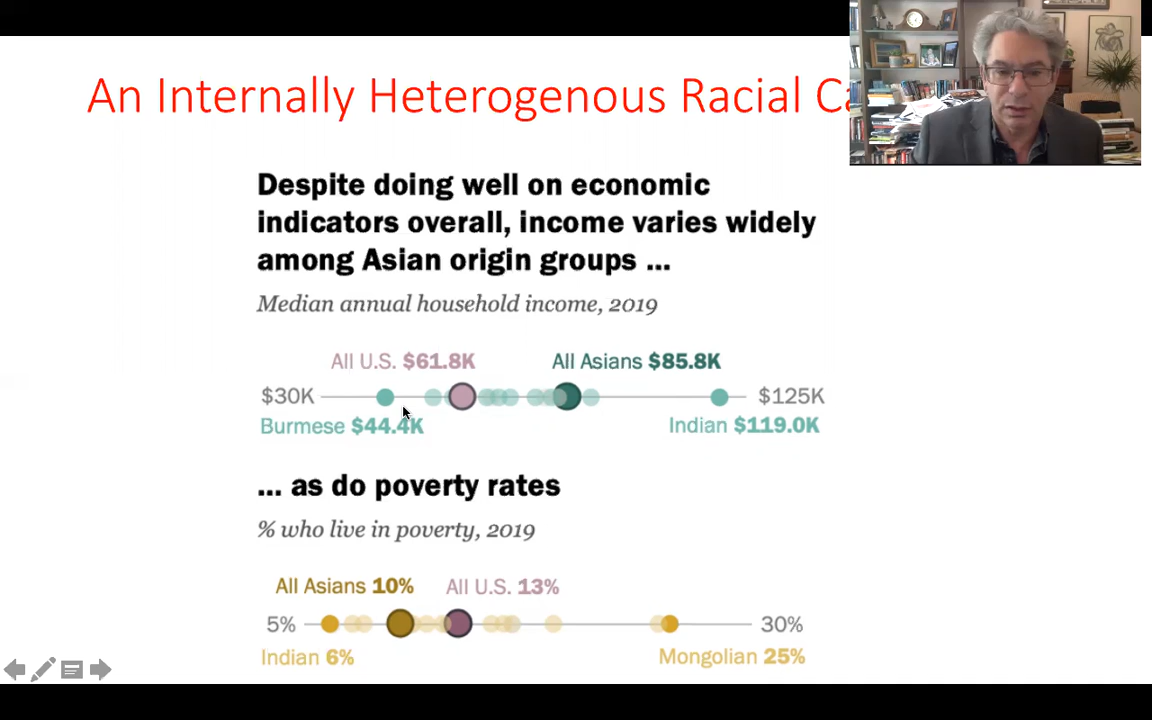 An Internally Heterogenous Racial
Despite doing well on economic
indicators overall, income varies widely
among Asian origin groups ...
Median annual household income, 2019
All U.S. $61.8K All Asians $85.8K
$30K $125K
Burmese $44.4K Indian $119.0K
... as do poverty rates
% who live in poverty, 2019
All Asians 10% All U.S. 13%
5% 30%
Indian 6% Mongolian 25%